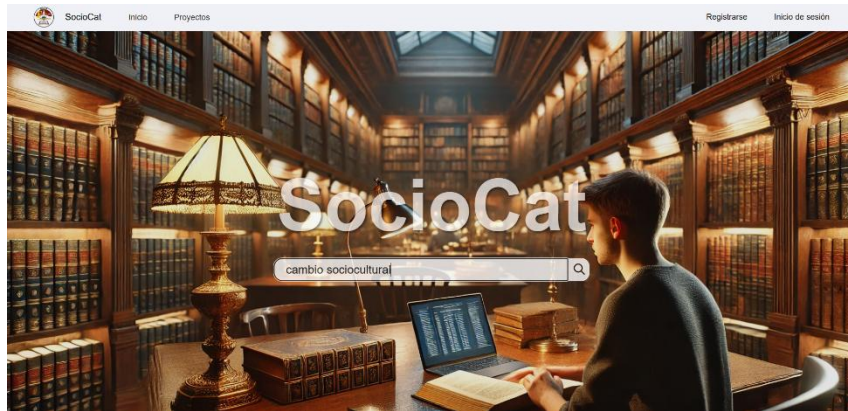 SocioCat Inicio Proyectos Registrarse Inicio de sesión
SocioCat
cambio sociocultural